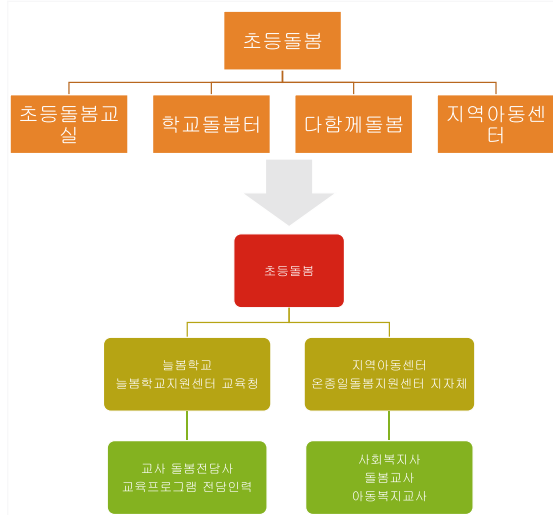 초등돌봄
초등돌봄교
실
학교돌봄터
다함께돌봄
지역아동센
터
초등돌봄
늘봄학교
늘봄학교지원센터 교육청
지역아동센터
온종일돌봄지원센터 지자체
교사 돌봄전담사
교육프로그램 전담인력
사회복지사
돌봄교사
아동복지교사